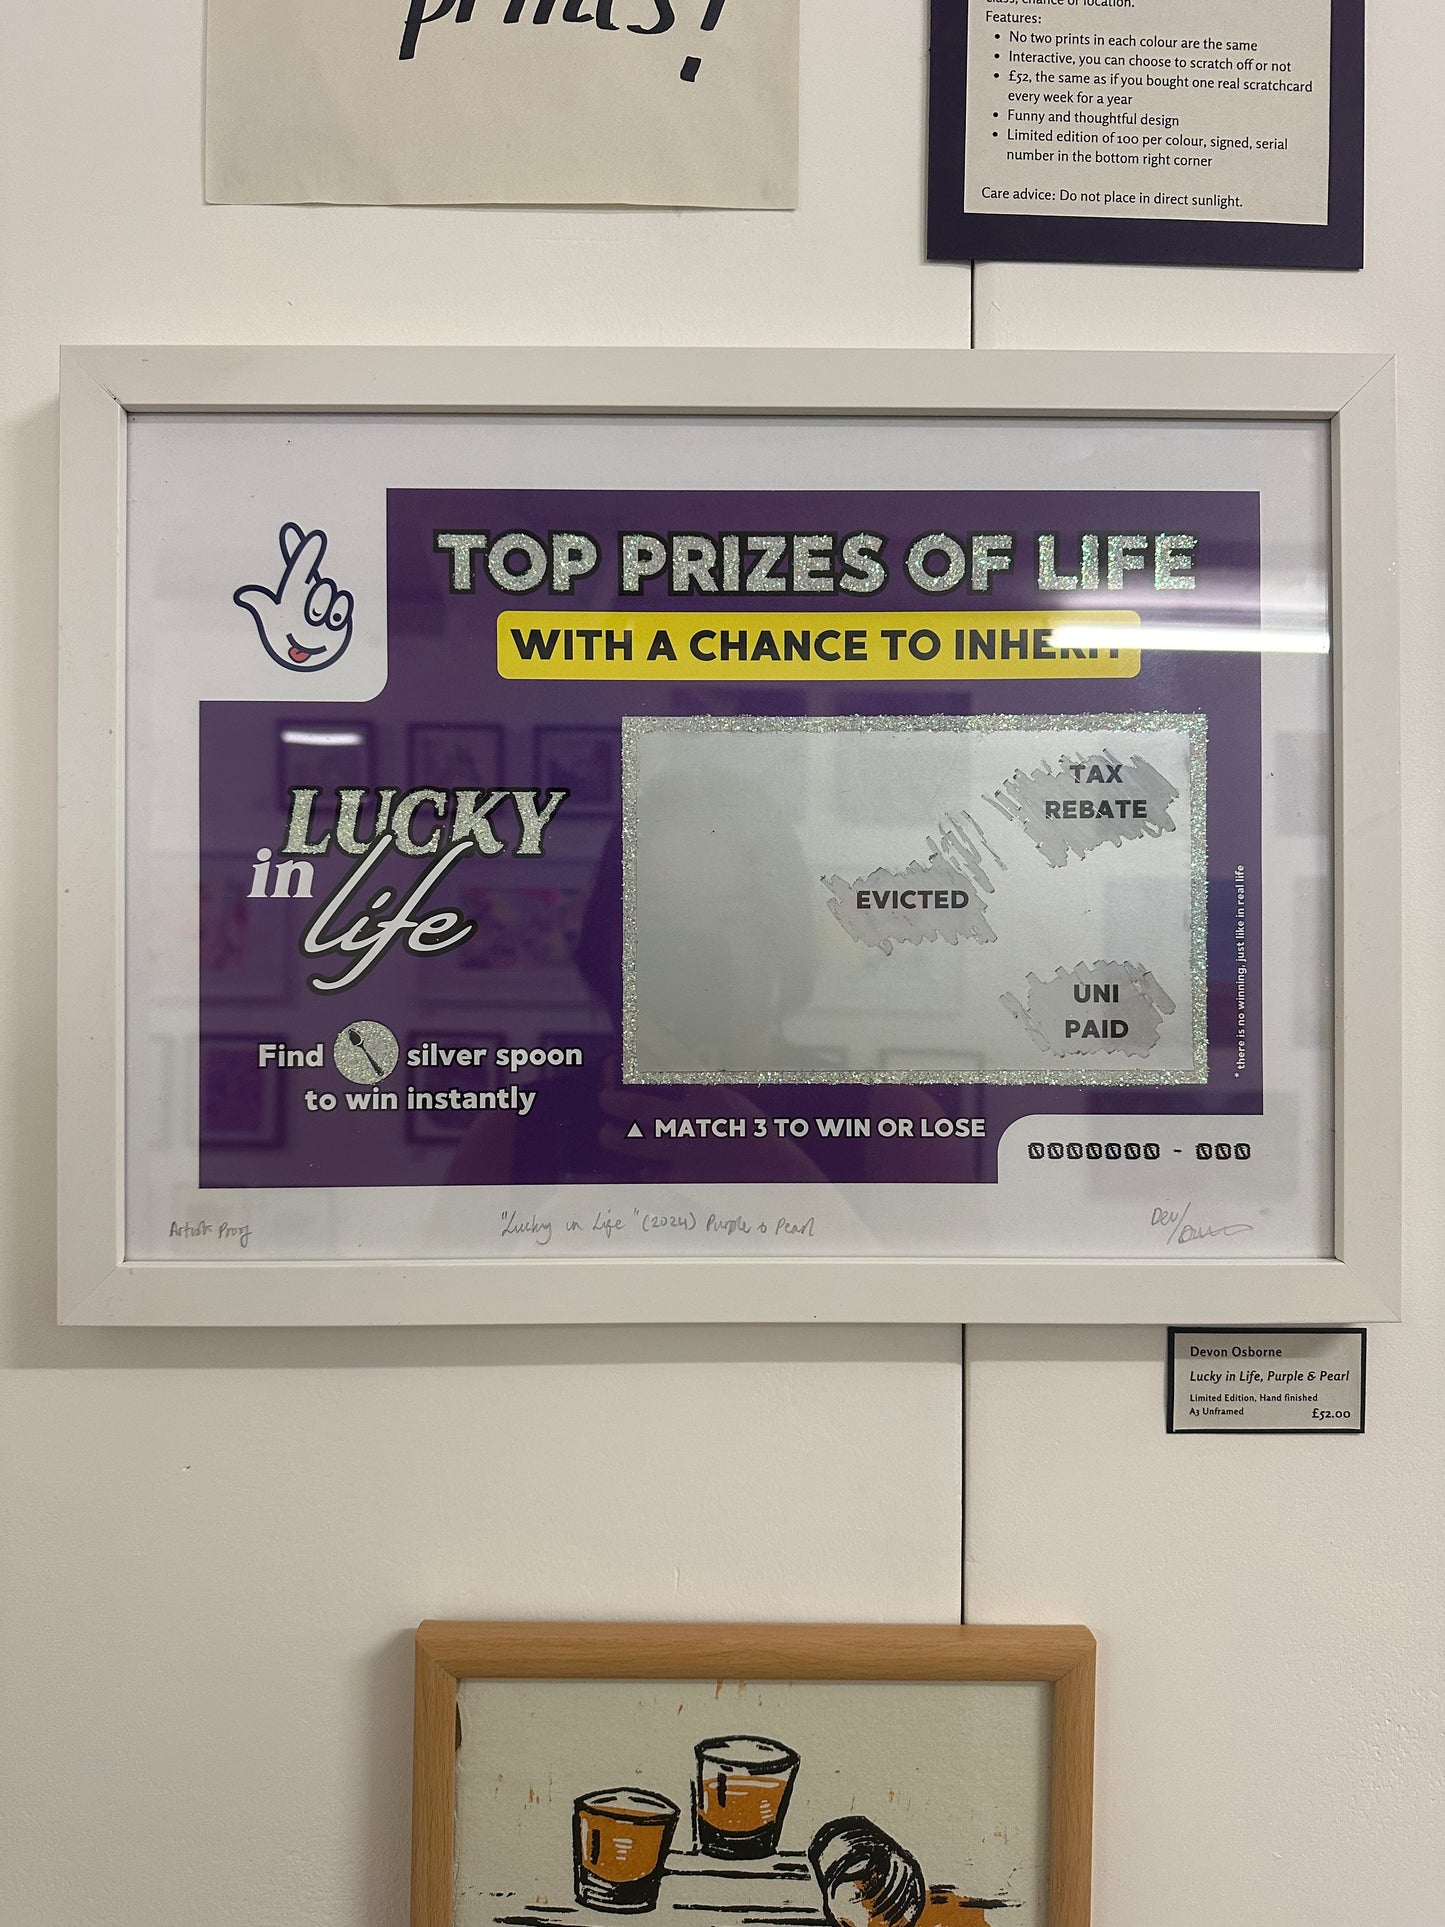 prints!
class, chance or location.
Features:
• No two prints in each colour are the same
• Interactive, you can choose to scratch off or not
• £52, the same as if you bought one real scratchcard
every week for a year
• Funny and thoughtful design
• Limited edition of 100 per colour, signed, serial
number in the bottom right corner
Care advice: Do not place in direct sunlight.
TOP PRIZES OF LIFE
WITH A CHANCE TO INHERIT
LUCKY
in life
TAX
REBATE
EVICTED
UNI
PAID
* there is no winning, just like in real life
Find silver spoon
to win instantly
▲ MATCH 3 TO WIN OR LOSE
0000000 - 000
Artist Proof
"Lucky in Life" (2024) Purple & Pearl
Dev/
Devon Osborne
Lucky in Life, Purple & Pearl
Limited Edition, Hand finished
A3 Unframed £52.00